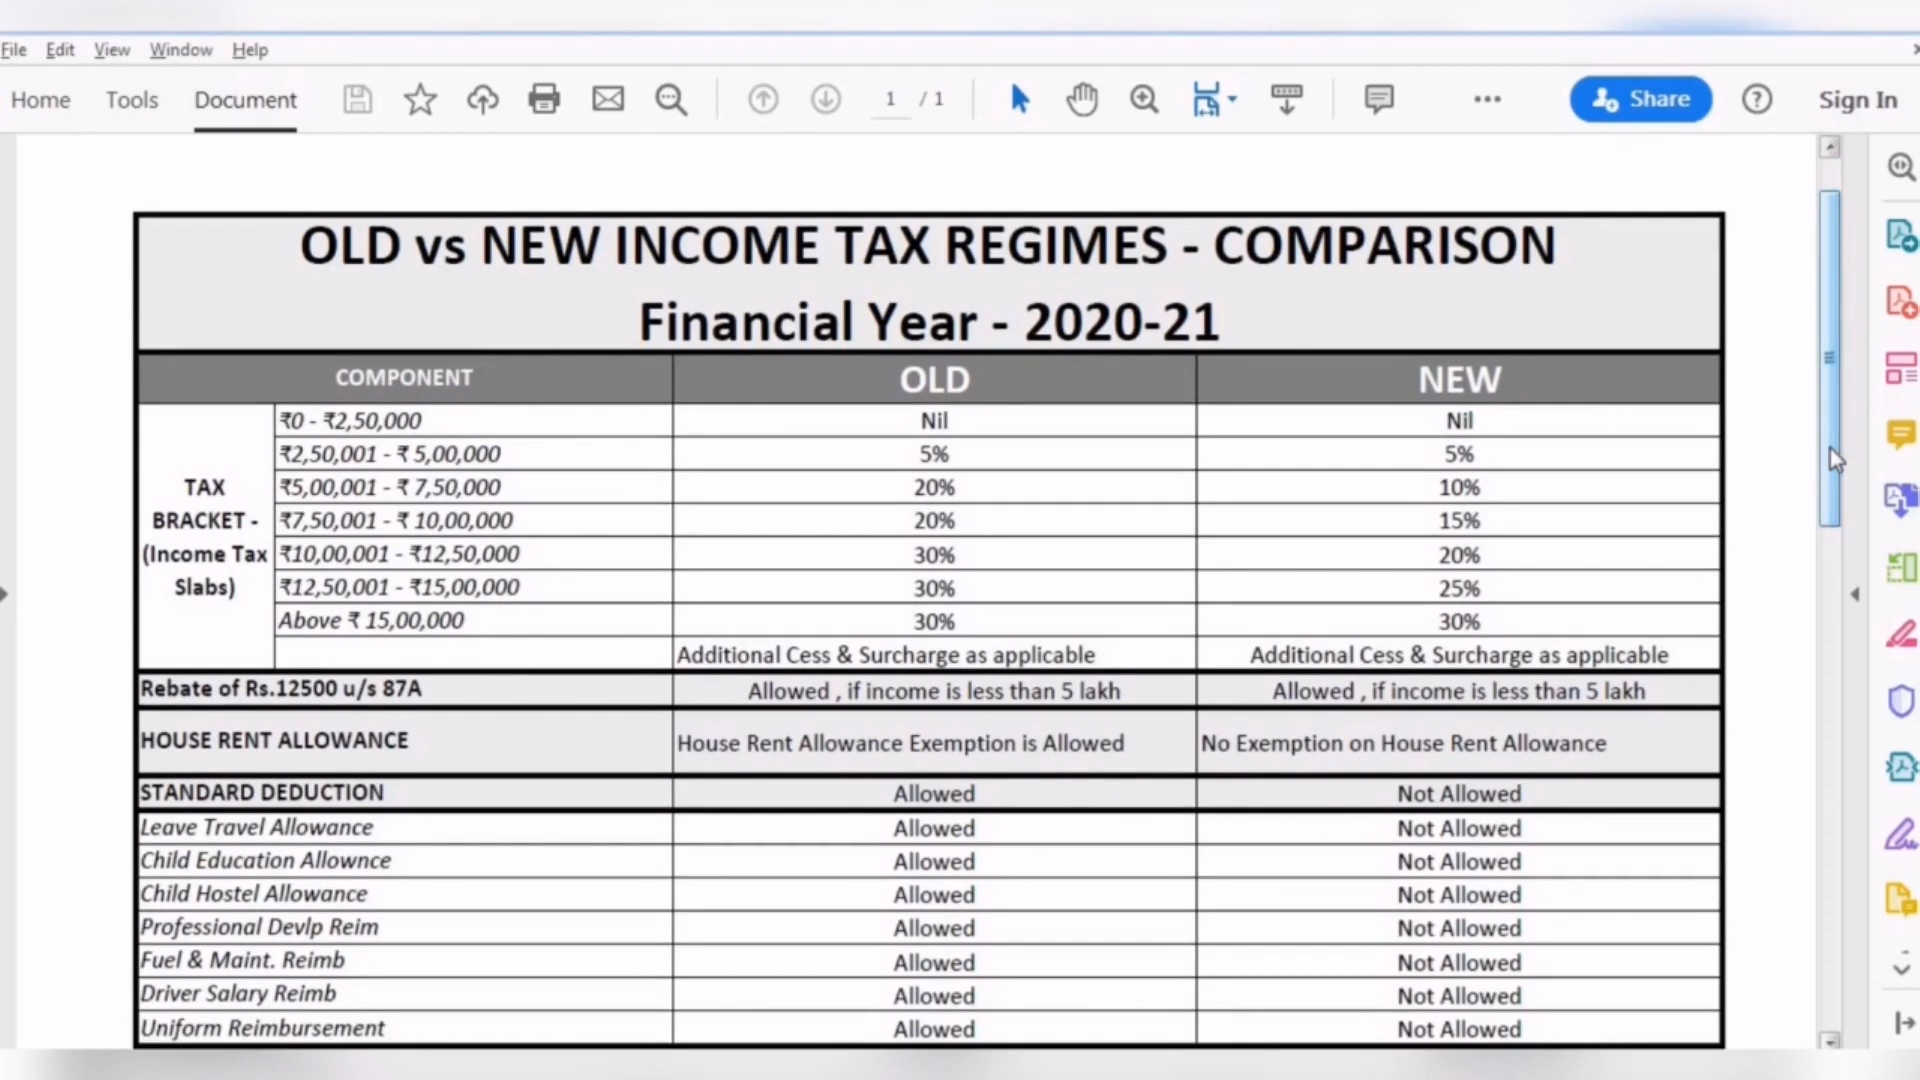 File Edit View Window Help
Home Tools Document 1 / 1 Share Sign In
OLD vs NEW INCOME TAX REGIMES - COMPARISON
Financial Year - 2020-21
COMPONENT OLD NEW
TAX BRACKET - (Income Tax Slabs)
₹0 - ₹2,50,000 Nil Nil
₹2,50,001 - ₹ 5,00,000 5% 5%
₹5,00,001 - ₹ 7,50,000 20% 10%
₹7,50,001 - ₹ 10,00,000 20% 15%
₹10,00,001 - ₹12,50,000 30% 20%
₹12,50,001 - ₹15,00,000 30% 25%
Above ₹ 15,00,000 30% 30%
Additional Cess & Surcharge as applicable Additional Cess & Surcharge as applicable
Rebate of Rs.12500 u/s 87A Allowed , if income is less than 5 lakh Allowed , if income is less than 5 lakh
HOUSE RENT ALLOWANCE House Rent Allowance Exemption is Allowed No Exemption on House Rent Allowance
STANDARD DEDUCTION Allowed Not Allowed
Leave Travel Allowance Allowed Not Allowed
Child Education Allownce Allowed Not Allowed
Child Hostel Allowance Allowed Not Allowed
Professional Devlp Reim Allowed Not Allowed
Fuel & Maint. Reimb Allowed Not Allowed
Driver Salary Reimb Allowed Not Allowed
Uniform Reimbursement Allowed Not Allowed